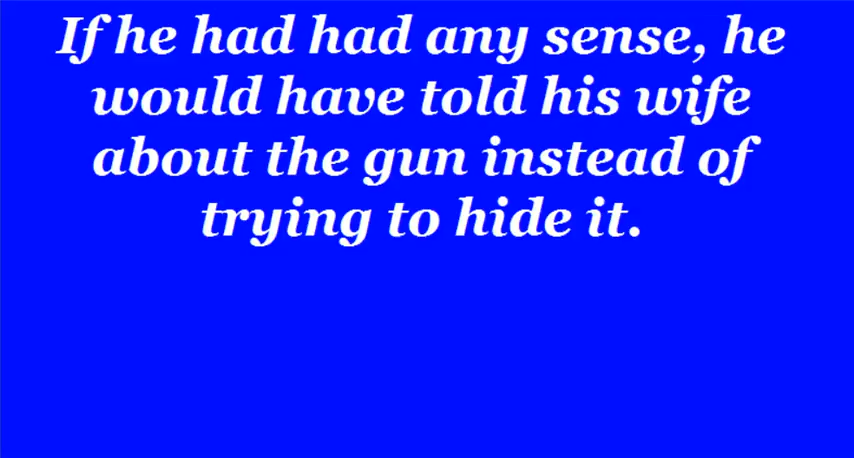 If he had had any sense, he
would have told his wife
about the gun instead of
trying to hide it.